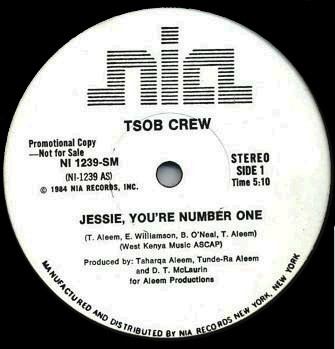 nia
TSOB CREW
Promotional Copy
—Not for Sale
NI 1239-SM
(NI-1239 AS)
℗ © 1984 NIA RECORDS, INC.
STEREO
SIDE 1
Time 5:10
JESSIE, YOU'RE NUMBER ONE
(T. Aleem, E. Williamson, B. O'Neal, T. Aleem)
(West Kenya Music ASCAP)
Produced by: Taharqa Aleem, Tunde-Ra Aleem
and D. T. McLaurin
for Aleem Productions
MANUFACTURED AND DISTRIBUTED BY NIA RECORDS NEW YORK, NEW YORK